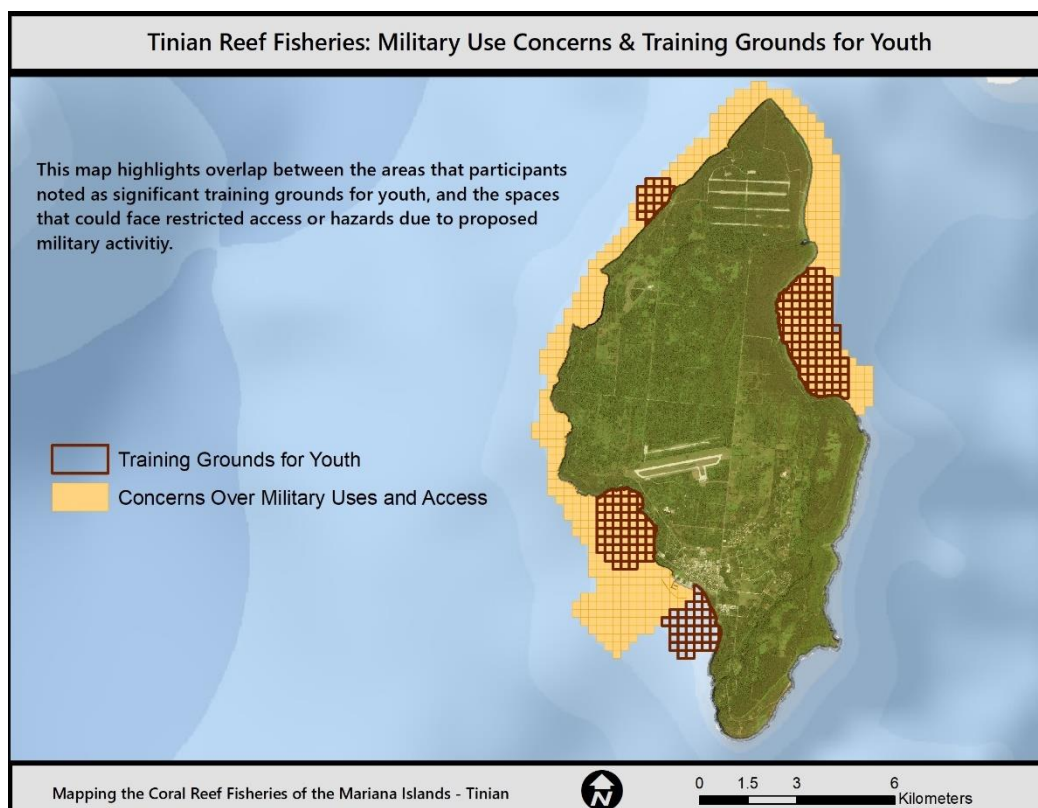 Tinian Reef Fisheries: Military Use Concerns & Training Grounds for Youth
This map highlights overlap between the areas that participants
noted as significant training grounds for youth, and the spaces
that could face restricted access or hazards due to proposed
military activitiy.
Training Grounds for Youth
Concerns Over Military Uses and Access
Mapping the Coral Reef Fisheries of the Mariana Islands - Tinian
N
0 1.5 3 6
Kilometers